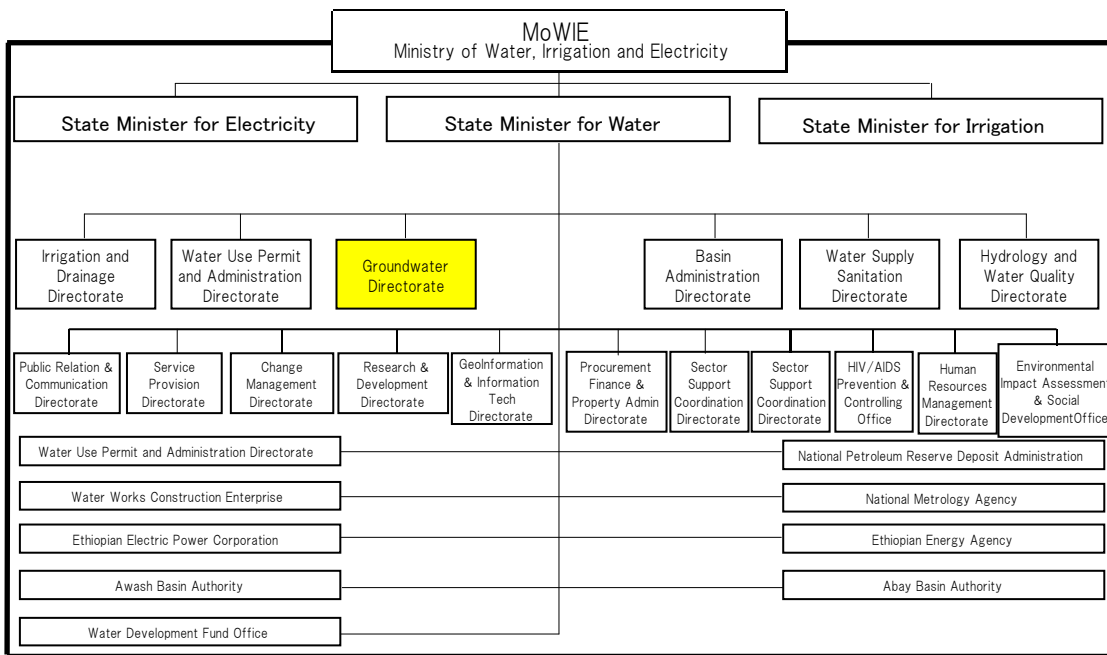 MoWIE
Ministry of Water, Irrigation and Electricity
State Minister for Electricity
State Minister for Water
State Minister for Irrigation
Irrigation and
Drainage
Directorate
Water Use Permit
and Administration
Directorate
Groundwater
Directorate
Basin
Administration
Directorate
Water Supply
Sanitation
Directorate
Hydrology and
Water Quality
Directorate
Public Relation &
Communication
Directorate
Service
Provision
Directorate
Change
Management
Directorate
Research &
Development
Directorate
GeoInformation
& Information
Tech
Directorate
Procurement
Finance &
Property Admin
Directorate
Sector
Support
Coordination
Directorate
Sector
Support
Coordination
Directorate
HIV/AIDS
Prevention &
Controlling
Office
Human
Resources
Management
Directorate
Environmental
Impact Assessment
& Social
DevelopmentOffice
Water Use Permit and Administration Directorate
National Petroleum Reserve Deposit Administration
Water Works Construction Enterprise
National Metrology Agency
Ethiopian Electric Power Corporation
Ethiopian Energy Agency
Awash Basin Authority
Abay Basin Authority
Water Development Fund Office